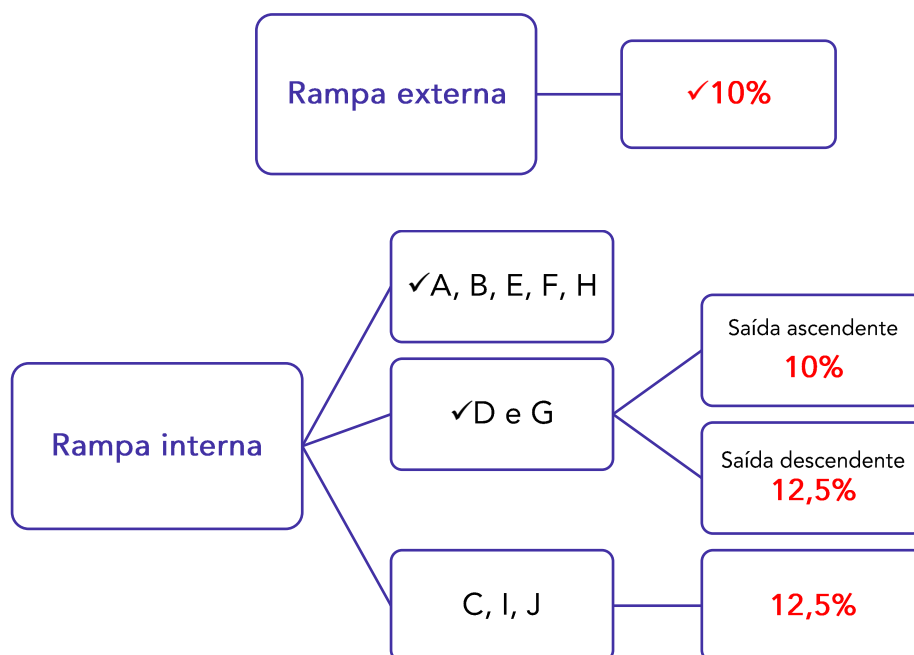 Rampa externa
✓10%
✓A, B, E, F, H
Saída ascendente
10%
✓D e G
Rampa interna
Saída descendente
12,5%
C, I, J
12,5%